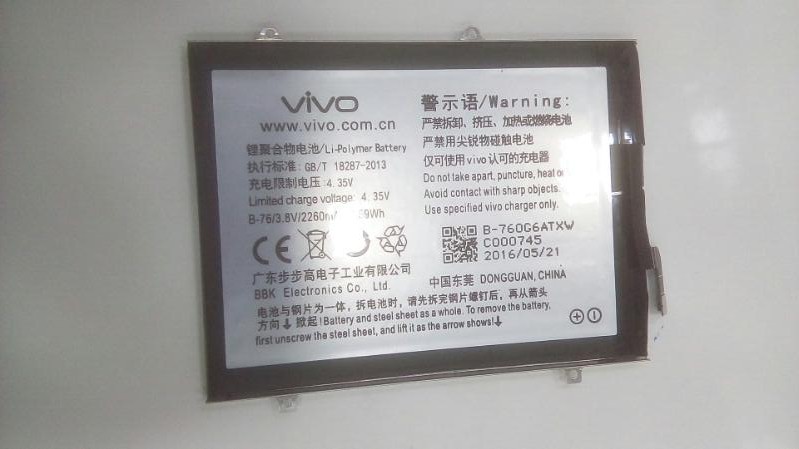 vivo
www.vivo.com.cn
锂聚合物电池/Li-Polymer Battery
执行标准: GB/T 18287-2013
充电限制电压: 4.35V
Limited charge voltage: 4.35V
B-76/3.8V/2260m
广东步步高电子工业有限公司
BBK Electronics Co., Ltd.
警示语/Warning:
严禁拆卸、挤压、加热或燃烧电池
严禁用尖锐物碰触电池
仅可使用vivo认可的充电器
Do not take apart, puncture, heat or
Avoid contact with sharp objects.
Use specified vivo charger only.
B-760G6ATXW
C000745
2016/05/21
中国东莞 DONGGUAN, CHINA
电池与钢片为一体，拆电池时，请先拆完钢片螺钉后、再从箭头
方向↓掀起!Battery and steel sheet as a whole. To remove the battery,
first unscrew the steel sheet, and lift it as the arrow shows!↓